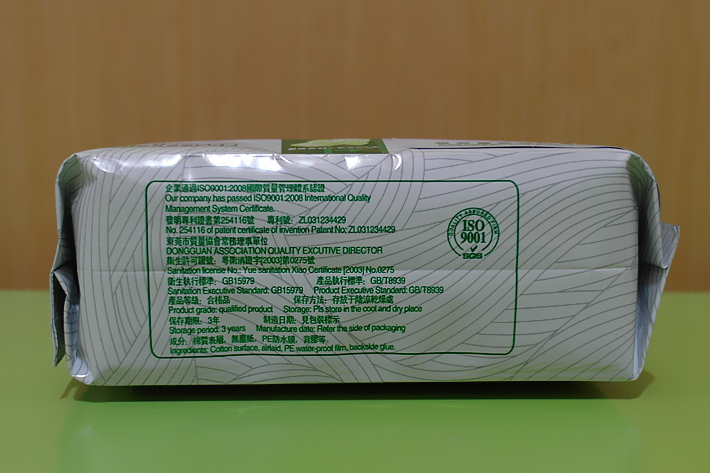 企業通過ISO9001:2008國際質量管理體系認證
Our company has passed ISO9001:2008 International Quality
Management System Certificate.
發明專利證書第254116號 專利號: ZL031234429
No. 254116 of patent certificate of invention Patent No: ZL031234429
東莞市質量協會常務理事單位
DONGGUAN ASSOCIATION QUALITY EXCUTIVE DIRECTOR
衛生許可證號: 粵衛消證字[2003]第0275號
Sanitation license No.: Yue sanitation Xiao Certificate [2003] No.0275
衛生執行標準: GB15979 產品執行標準: GB/T8939
Sanitation Executive Standard: GB15979 Product Executive Standard: GB/T8939
產品等級: 合格品 保存方法: 存放于陰涼乾燥處
Product grade: qualified product Storage: Pls store in the cool and dry place
保存期限: 3年 製造日期: 見包裝標示
Storage period: 3 years Manufacture date: Refer the side of packaging
成分: 綿質表層、無塵紙、PE防水膜、背膠等。
Ingredients: Cotton surface, airlaid, PE water-proof film, backside glue.
QUALITY ASSURED FIRM
ISO
9001
SGS